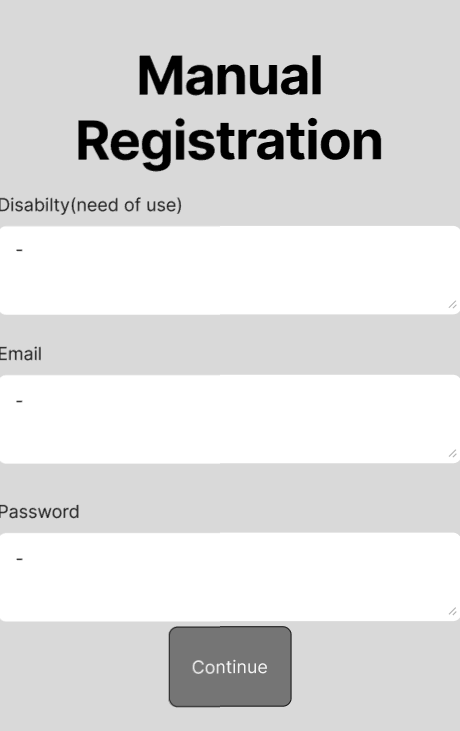 Manual
Registration
Disabilty(need of use)
-
Email
-
Password
-
Continue